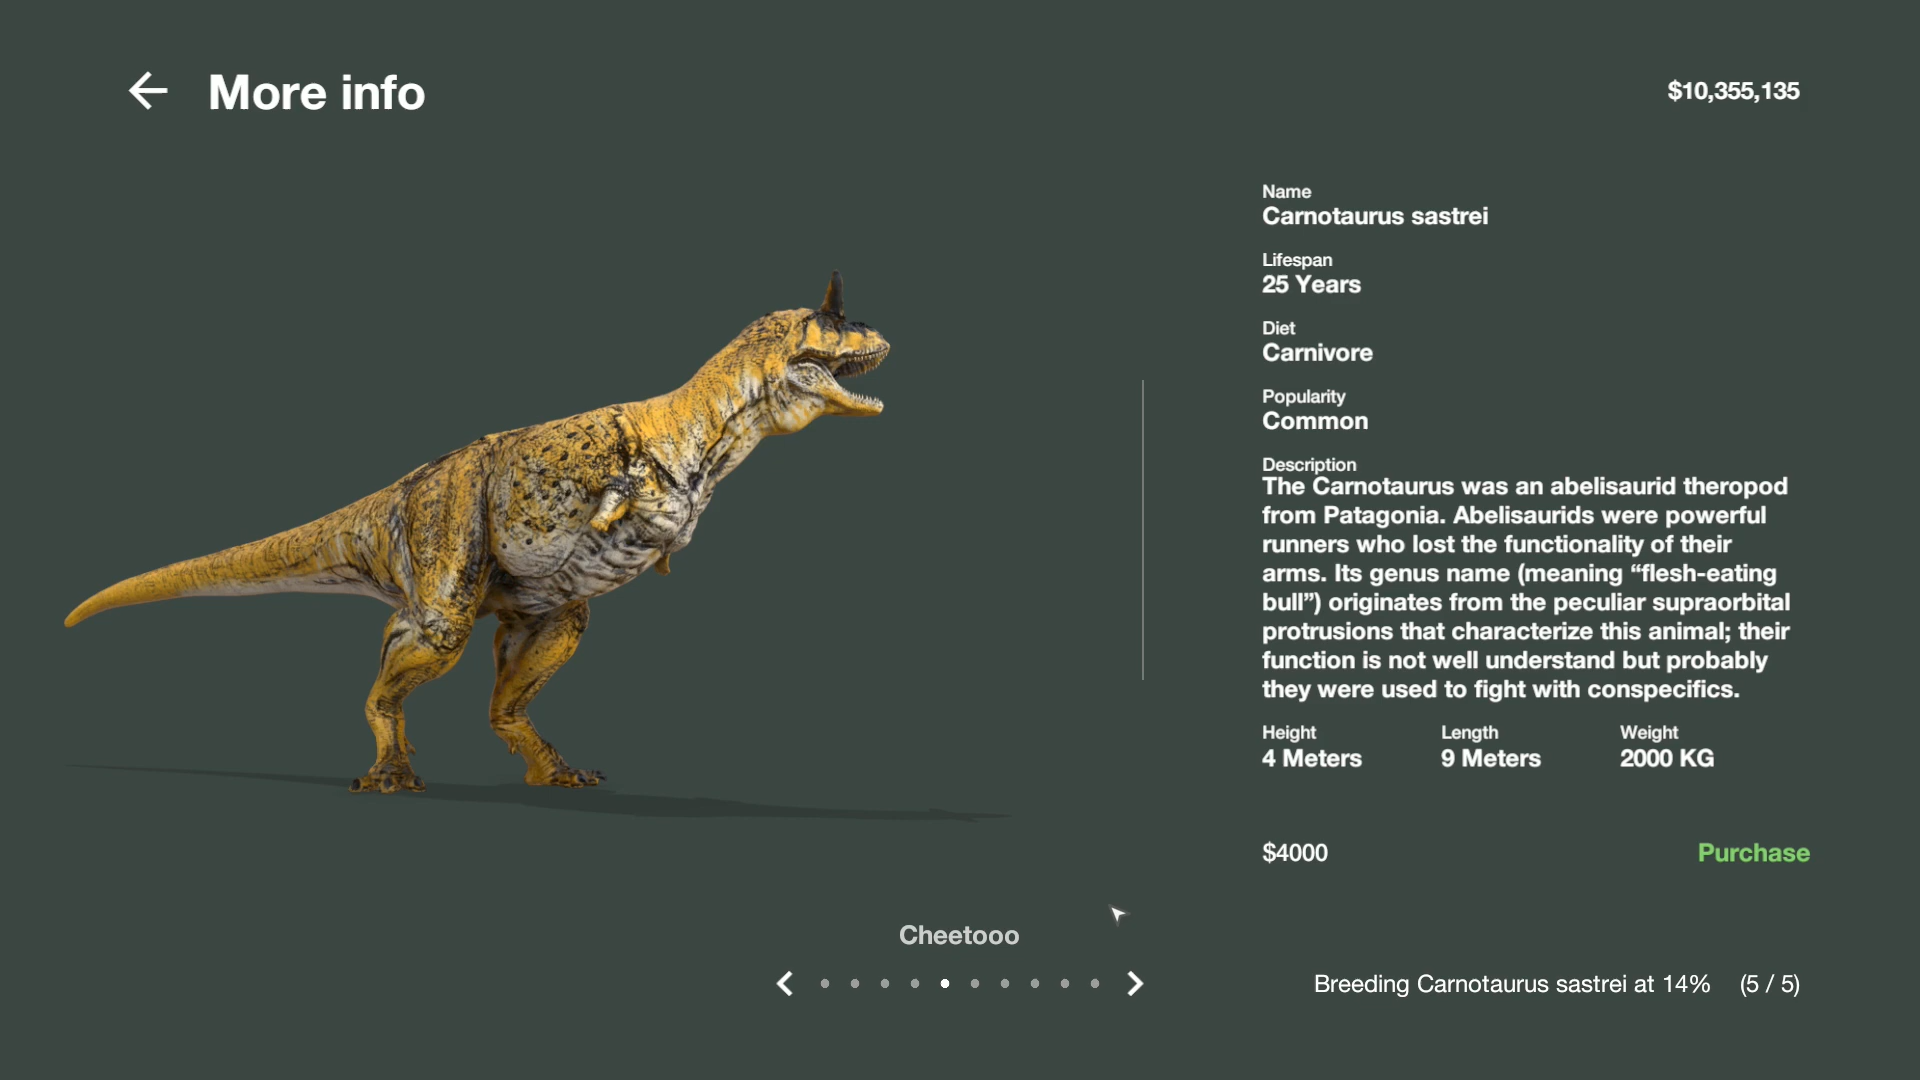 More info
$10,355,135
Name
Carnotaurus sastrei
Lifespan
25 Years
Diet
Carnivore
Popularity
Common
Description
The Carnotaurus was an abelisaurid theropod
from Patagonia. Abelisaurids were powerful
runners who lost the functionality of their
arms. Its genus name (meaning “flesh-eating
bull”) originates from the peculiar supraorbital
protrusions that characterize this animal; their
function is not well understand but probably
they were used to fight with conspecifics.
Height Length Weight
4 Meters 9 Meters 2000 KG
$4000 Purchase
Cheetooo
Breeding Carnotaurus sastrei at 14% (5 / 5)